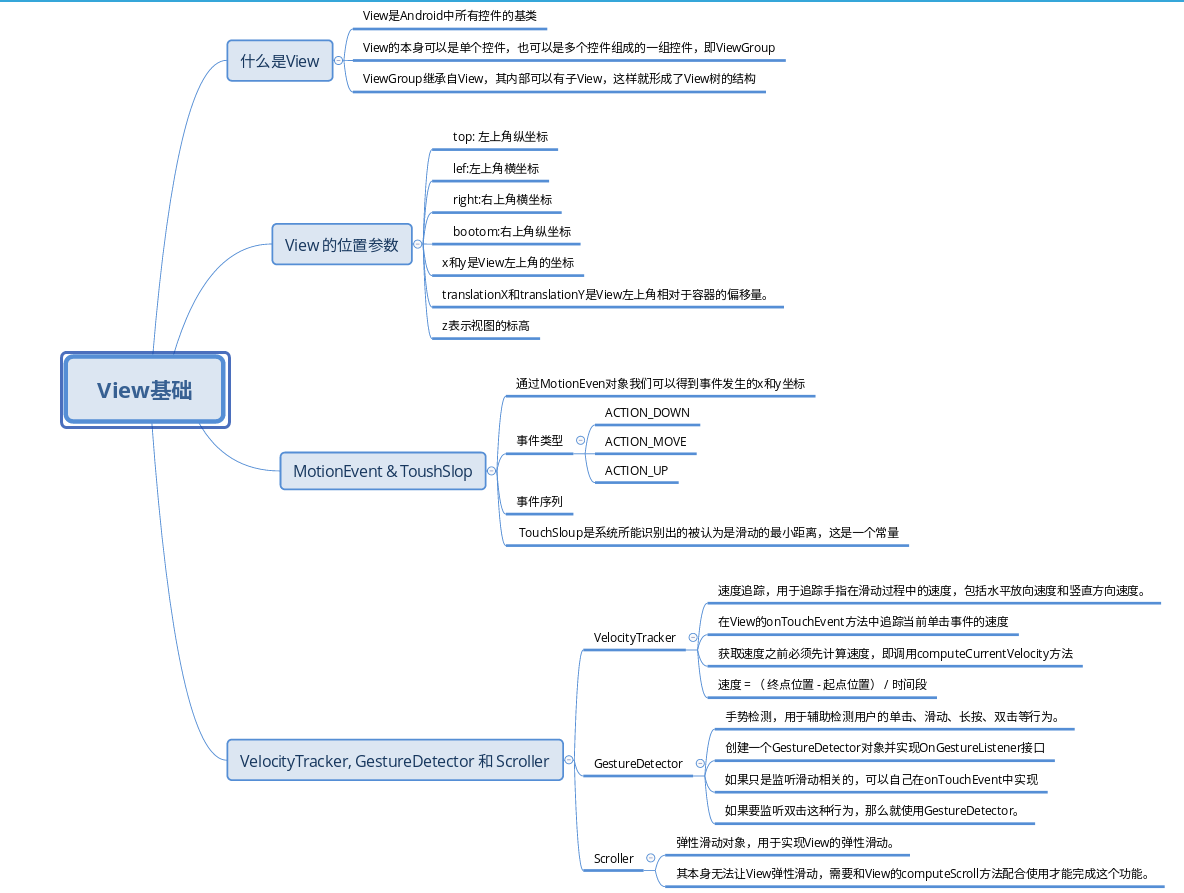 View基础
什么是View
View是Android中所有控件的基类
View的本身可以是单个控件，也可以是多个控件组成的一组控件，即ViewGroup
ViewGroup继承自View，其内部可以有子View，这样就形成了View树的结构
View 的位置参数
top: 左上角纵坐标
lef:左上角横坐标
right:右上角横坐标
bootom:右上角纵坐标
x和y是View左上角的坐标
translationX和translationY是View左上角相对于容器的偏移量。
z表示视图的标高
MotionEvent & ToushSlop
通过MotionEven对象我们可以得到事件发生的x和y坐标
事件类型
ACTION_DOWN
ACTION_MOVE
ACTION_UP
事件序列
TouchSloup是系统所能识别出的被认为是滑动的最小距离，这是一个常量
VelocityTracker, GestureDetector 和 Scroller
VelocityTracker
速度追踪，用于追踪手指在滑动过程中的速度，包括水平放向速度和竖直方向速度。
在View的onTouchEvent方法中追踪当前单击事件的速度
获取速度之前必须先计算速度，即调用computeCurrentVelocity方法
速度 = （ 终点位置 - 起点位置） / 时间段
GestureDetector
手势检测，用于辅助检测用户的单击、滑动、长按、双击等行为。
创建一个GestureDetector对象并实现OnGestureListener接口
如果只是监听滑动相关的，可以自己在onTouchEvent中实现
如果要监听双击这种行为，那么就使用GestureDetector。
Scroller
弹性滑动对象，用于实现View的弹性滑动。
其本身无法让View弹性滑动，需要和View的computeScroll方法配合使用才能完成这个功能。